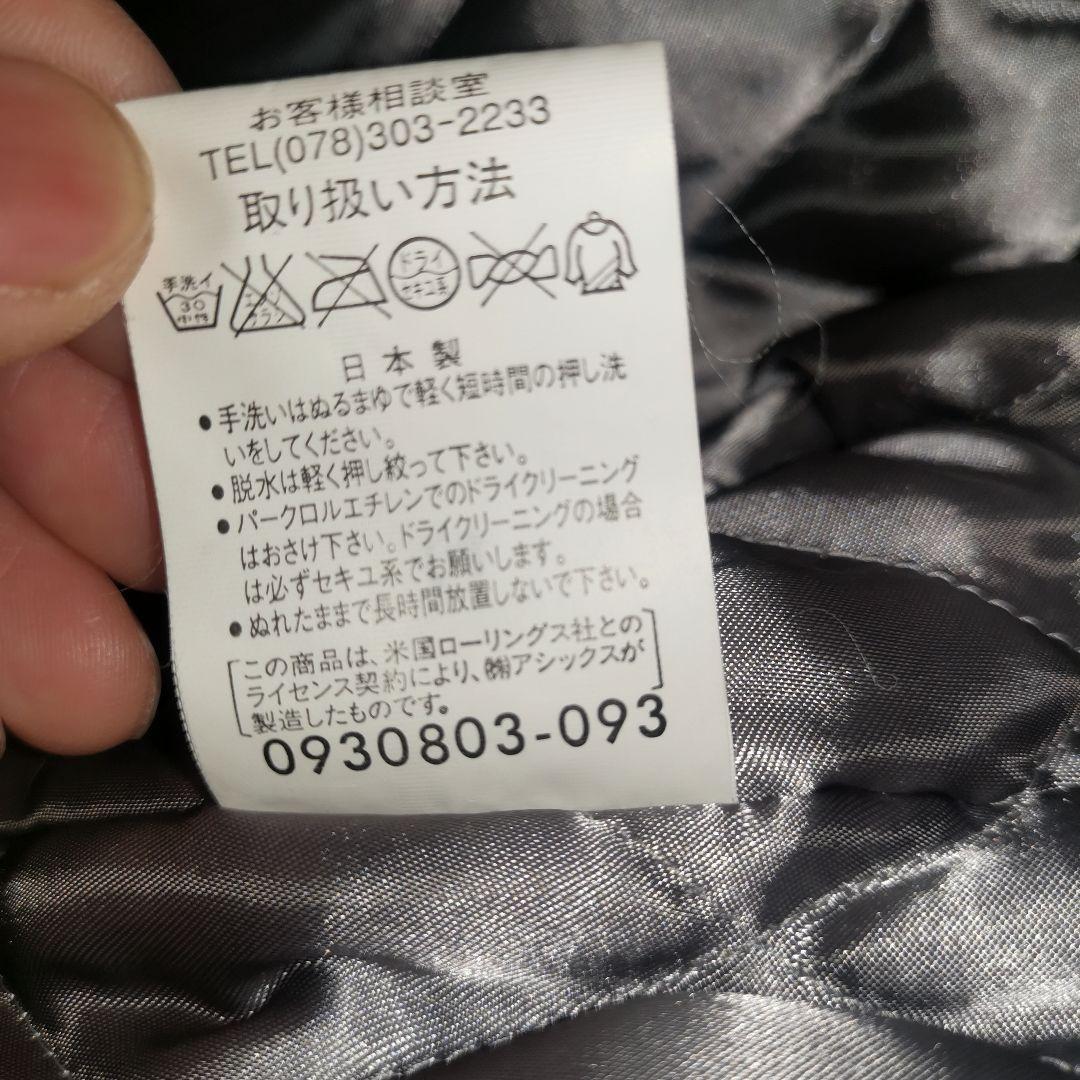 お客様相談室
TEL(078)303-2233
取り扱い方法
手洗イ
30
中性
エンソ
サラシ
ドライ
セキユ系
日本製
●手洗いはぬるまゆで軽く短時間の押し洗
いをしてください。
●脱水は軽く押し絞って下さい。
●パークロルエチレンでのドライクリーニング
はおさけ下さい。ドライクリーニングの場合
は必ずセキユ系でお願いします。
●ぬれたままで長時間放置しないで下さい。
この商品は、米国ローリングス社との
ライセンス契約により、㈱アシックスが
製造したものです。
0930803-093